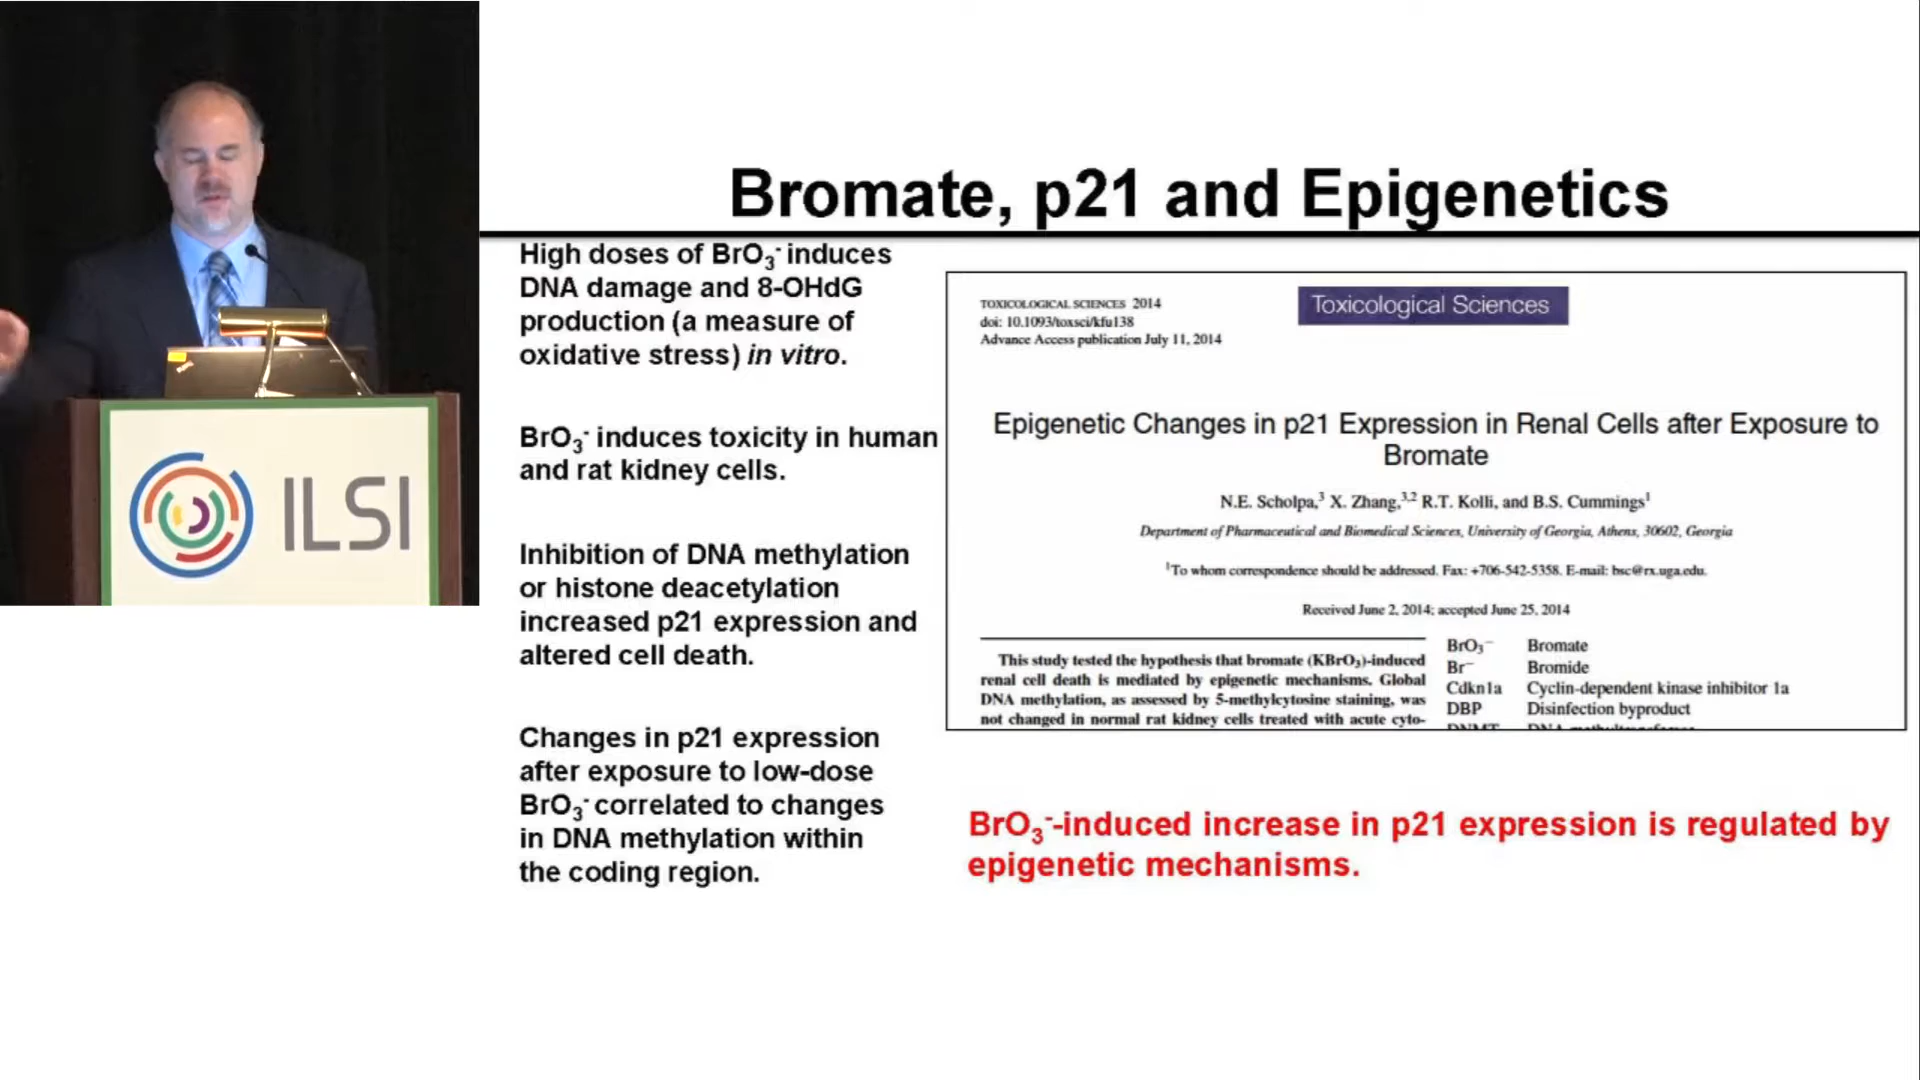 ILSI
Bromate, p21 and Epigenetics
High doses of BrO3- induces
DNA damage and 8-OHdG
production (a measure of
oxidative stress) in vitro.
BrO3- induces toxicity in human
and rat kidney cells.
Inhibition of DNA methylation
or histone deacetylation
increased p21 expression and
altered cell death.
Changes in p21 expression
after exposure to low-dose
BrO3- correlated to changes
in DNA methylation within
the coding region.
TOXICOLOGICAL SCIENCES 2014
doi: 10.1093/toxsci/kfu138
Advance Access publication July 11, 2014
Toxicological Sciences
Epigenetic Changes in p21 Expression in Renal Cells after Exposure to
Bromate
N.E. Scholpa,3 X. Zhang,3,2 R.T. Kolli, and B.S. Cummings1
Department of Pharmaceutical and Biomedical Sciences, University of Georgia, Athens, 30602, Georgia
1To whom correspondence should be addressed. Fax: +706-542-5358. E-mail: bsc@rx.uga.edu.
Received June 2, 2014; accepted June 25, 2014
This study tested the hypothesis that bromate (KBrO3)-induced
renal cell death is mediated by epigenetic mechanisms. Global
DNA methylation, as assessed by 5-methylcytosine staining, was
not changed in normal rat kidney cells treated with acute cyto-
BrO3- Bromate
Br- Bromide
Cdkn1a Cyclin-dependent kinase inhibitor 1a
DBP Disinfection byproduct
BrO3--induced increase in p21 expression is regulated by
epigenetic mechanisms.